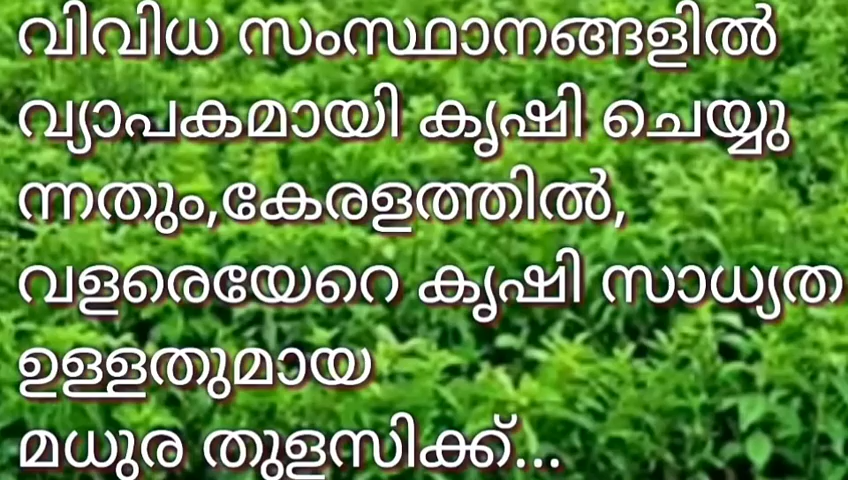 വിവിധ സംസ്ഥാനങ്ങളിൽ
വ്യാപകമായി കൃഷി ചെയ്യു
ന്നതും,കേരളത്തിൽ,
വളരെയേറെ കൃഷി സാധ്യത
ഉള്ളതുമായ
മധുര തുളസിക്ക്...